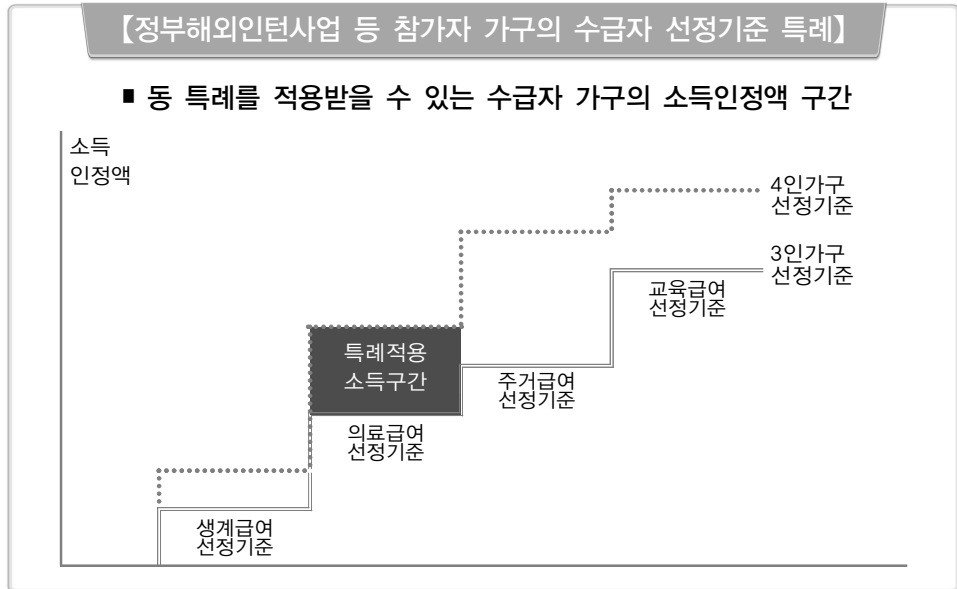 【정부해외인턴사업 등 참가자 가구의 수급자 선정기준 특례】
■ 동 특례를 적용받을 수 있는 수급자 가구의 소득인정액 구간
소득
인정액
4인가구
선정기준
3인가구
선정기준
교육급여
선정기준
특례적용
소득구간
주거급여
선정기준
의료급여
선정기준
생계급여
선정기준